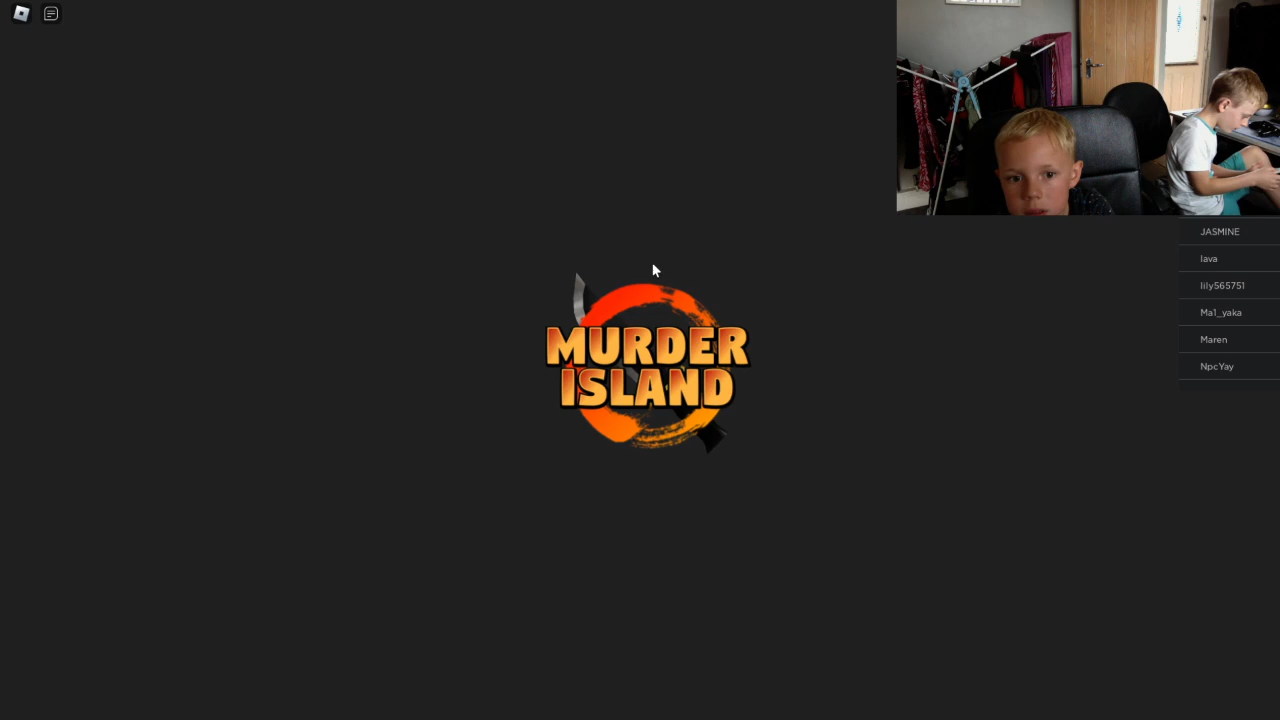 MURDER
ISLAND
JASMINE
lava
lily565751
Ma1_yaka
Maren
NpcYay